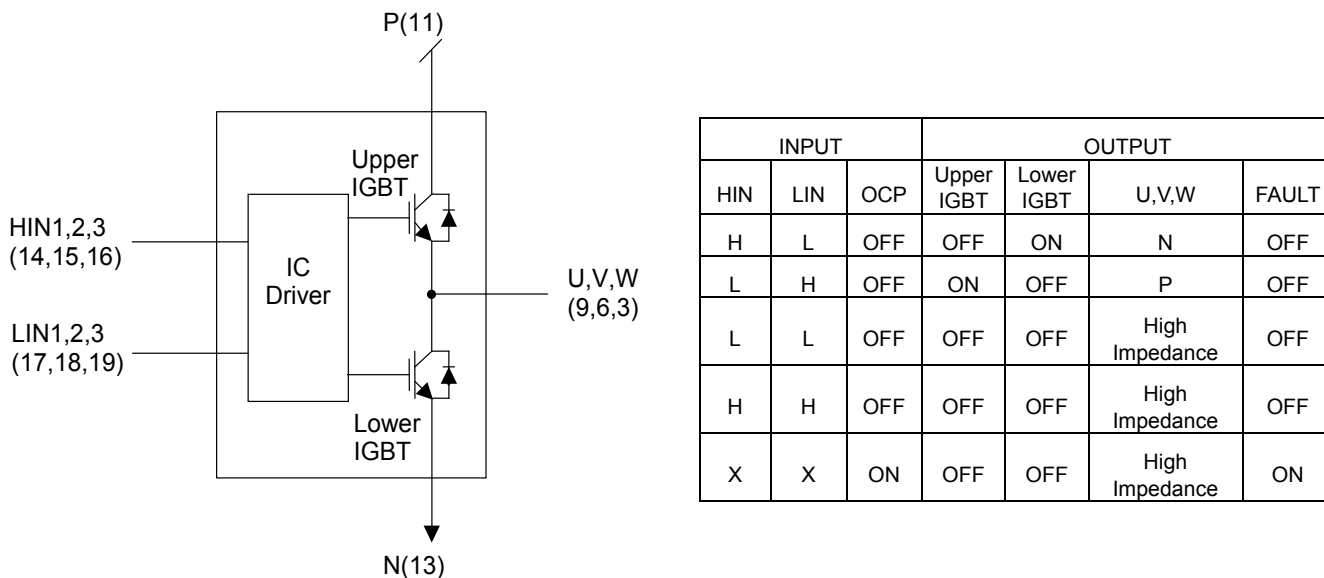 P(11)
Upper
IGBT
HIN1,2,3
(14,15,16)
IC
Driver
U,V,W
(9,6,3)
LIN1,2,3
(17,18,19)
Lower
IGBT
N(13)
INPUT OUTPUT
HIN LIN OCP Upper IGBT Lower IGBT U,V,W FAULT
H L OFF OFF ON N OFF
L H OFF ON OFF P OFF
L L OFF OFF OFF High Impedance OFF
H H OFF OFF OFF High Impedance OFF
X X ON OFF OFF High Impedance ON